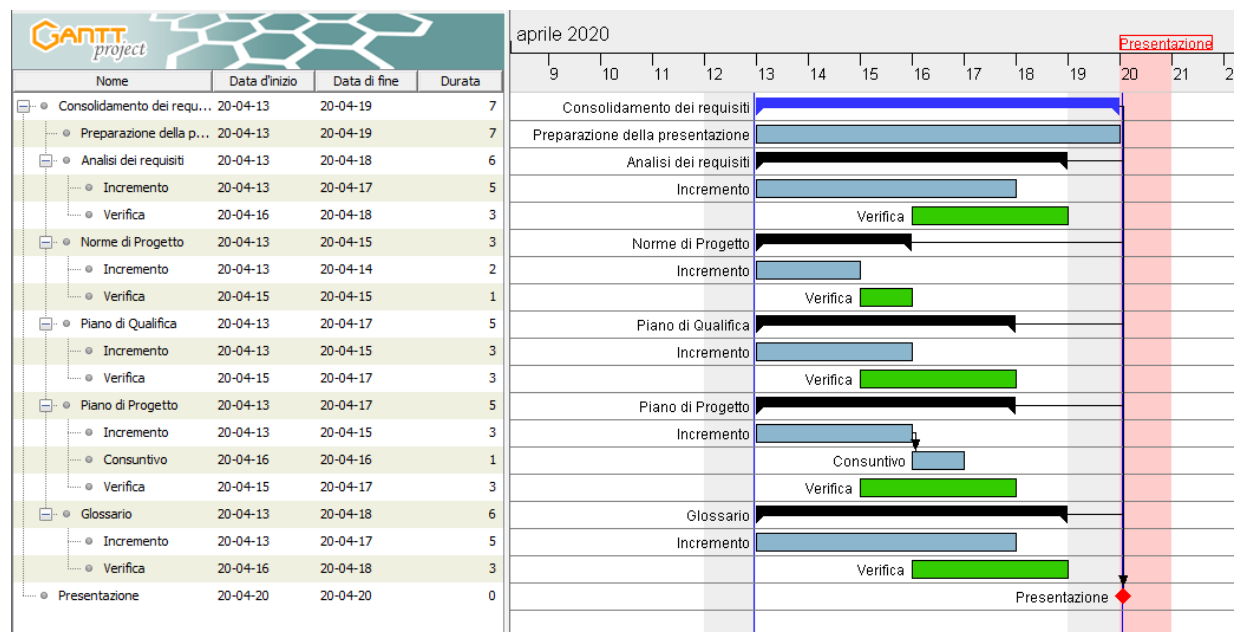 GANTT
project
aprile 2020
Presentazione
9 10 11 12 13 14 15 16 17 18 19 20 21 2
Nome Data d'inizio Data di fine Durata
Consolidamento dei requ... 20-04-13 20-04-19 7 Consolidamento dei requisiti
Preparazione della p... 20-04-13 20-04-19 7 Preparazione della presentazione
Analisi dei requisiti 20-04-13 20-04-18 6 Analisi dei requisiti
Incremento 20-04-13 20-04-17 5 Incremento
Verifica 20-04-16 20-04-18 3 Verifica
Norme di Progetto 20-04-13 20-04-15 3 Norme di Progetto
Incremento 20-04-13 20-04-14 2 Incremento
Verifica 20-04-15 20-04-15 1 Verifica
Piano di Qualifica 20-04-13 20-04-17 5 Piano di Qualifica
Incremento 20-04-13 20-04-15 3 Incremento
Verifica 20-04-15 20-04-17 3 Verifica
Piano di Progetto 20-04-13 20-04-17 5 Piano di Progetto
Incremento 20-04-13 20-04-15 3 Incremento
Consuntivo 20-04-16 20-04-16 1 Consuntivo
Verifica 20-04-15 20-04-17 3 Verifica
Glossario 20-04-13 20-04-18 6 Glossario
Incremento 20-04-13 20-04-17 5 Incremento
Verifica 20-04-16 20-04-18 3 Verifica
Presentazione 20-04-20 20-04-20 0 Presentazione